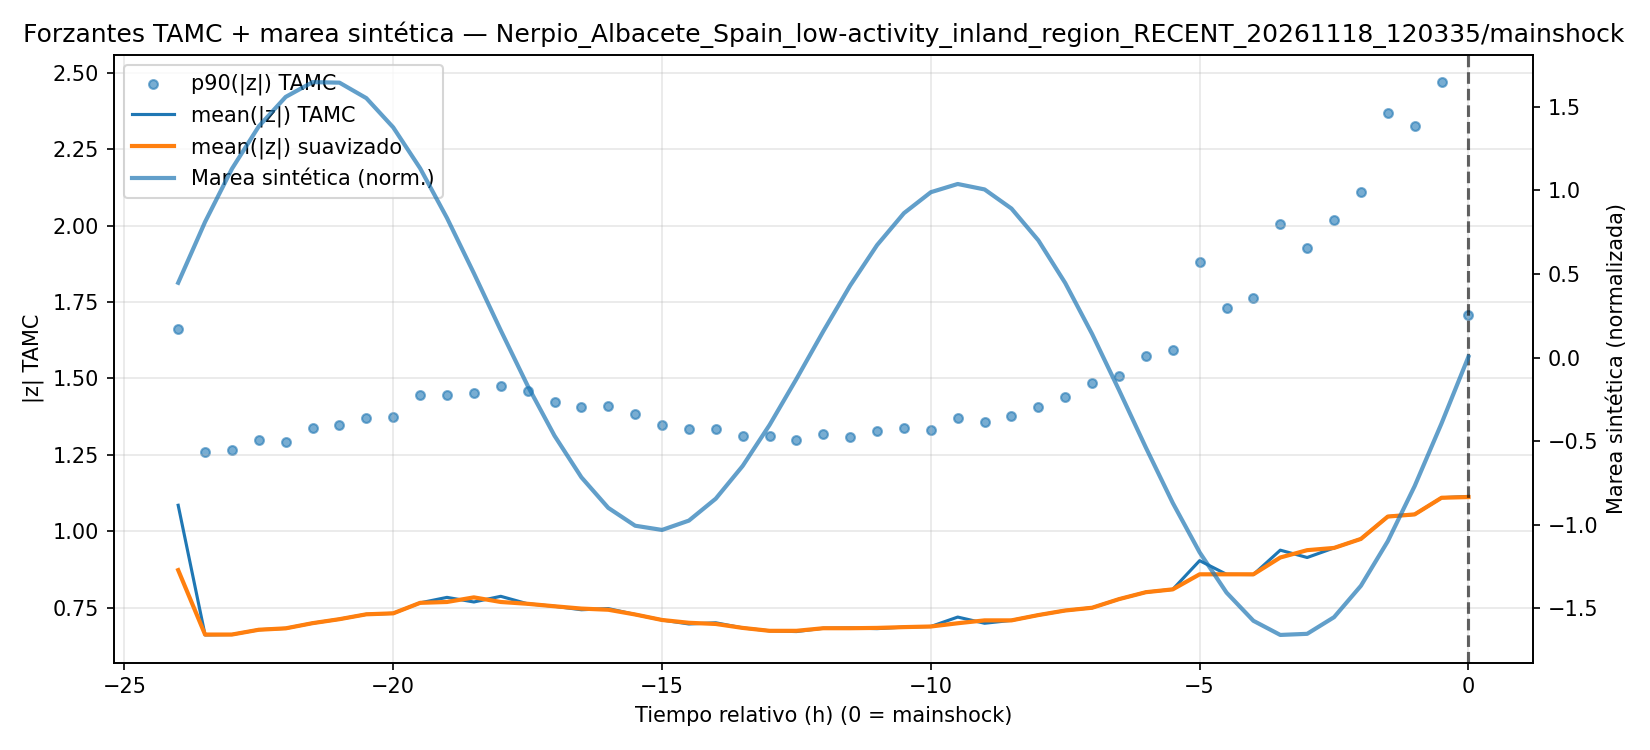 Forzantes TAMC + marea sintética — Nerpio_Albacete_Spain_low-activity_inland_region_RECENT_20261118_120335/mainshock
p90(|z|) TAMC
mean(|z|) TAMC
mean(|z|) suavizado
Marea sintética (norm.)
2.50
2.25
2.00
1.75
1.50
1.25
1.00
0.75
|z| TAMC
1.5
1.0
0.5
0.0
−0.5
−1.0
−1.5
Marea sintética (normalizada)
−25
−20
−15
−10
−5
0
Tiempo relativo (h) (0 = mainshock)